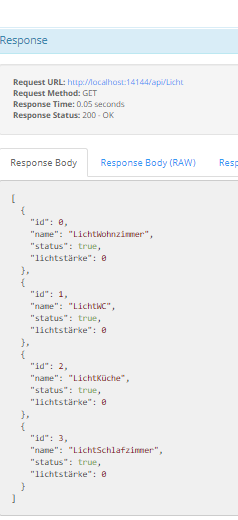 Response
Request URL: http://localhost:14144/api/Licht
Request Method: GET
Response Time: 0.05 seconds
Response Status: 200 - OK
Response Body Response Body (RAW) Resp
[
{
"id": 0,
"name": "LichtWohnzimmer",
"status": true,
"lichtstärke": 0
},
{
"id": 1,
"name": "LichtWC",
"status": true,
"lichtstärke": 0
},
{
"id": 2,
"name": "LichtKüche",
"status": true,
"lichtstärke": 0
},
{
"id": 3,
"name": "LichtSchlafzimmer",
"status": true,
"lichtstärke": 0
}
]